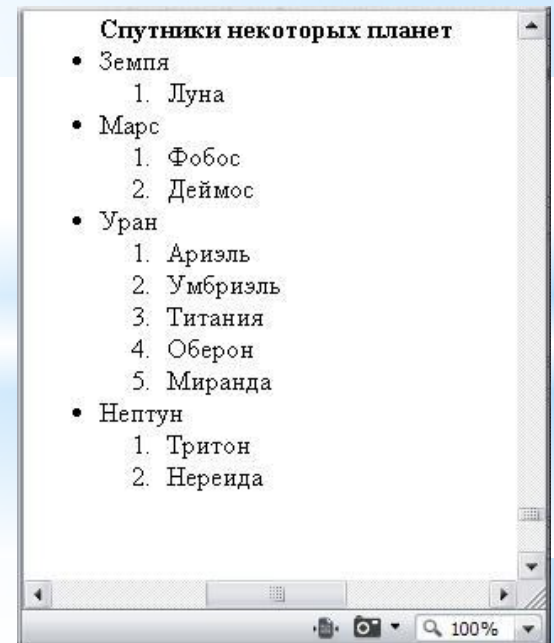 Спутники некоторых планет
• Земпя
1. Луна
• Марс
1. Фобос
2. Деймос
• Уран
1. Ариэль
2. Умбриэль
3. Титания
4. Оберон
5. Миранда
• Нептун
1. Тритон
2. Нереида
100%